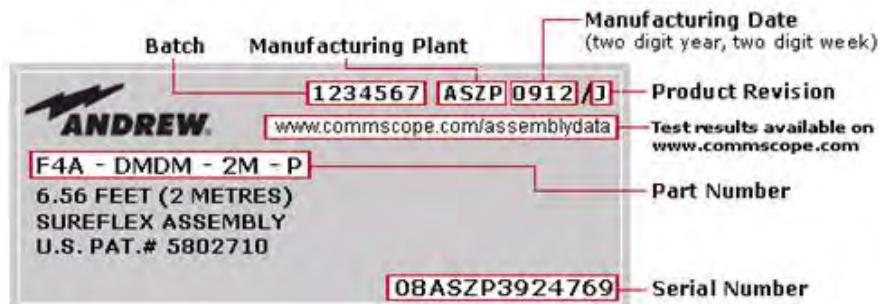 Manufacturing Date
(two digit year, two digit week)
Batch Manufacturing Plant
1234567 ASZP 0912 /J Product Revision
ANDREW.
www.commscope.com/assemblydata Test results available on
www.commscope.com
F4A - DMDM - 2M - P
Part Number
6.56 FEET (2 METRES)
SUREFLEX ASSEMBLY
U.S. PAT.# 5802710
08ASZP3924769 Serial Number